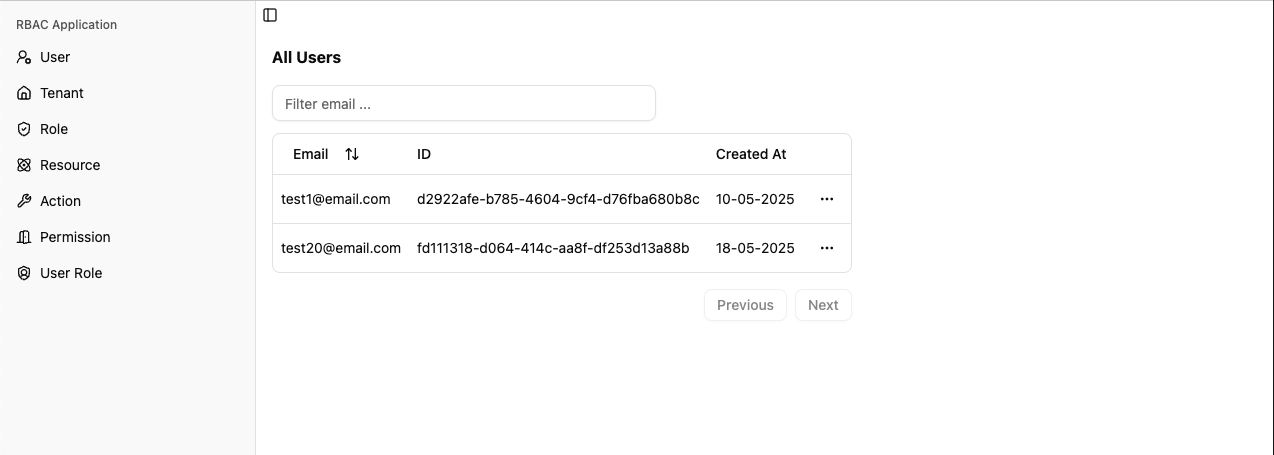 RBAC Application
User
Tenant
Role
Resource
Action
Permission
User Role
All Users
Filter email ...
Email ID Created At
test1@email.com d2922afe-b785-4604-9cf4-d76fba680b8c 10-05-2025
test20@email.com fd111318-d064-414c-aa8f-df253d13a88b 18-05-2025
Previous Next